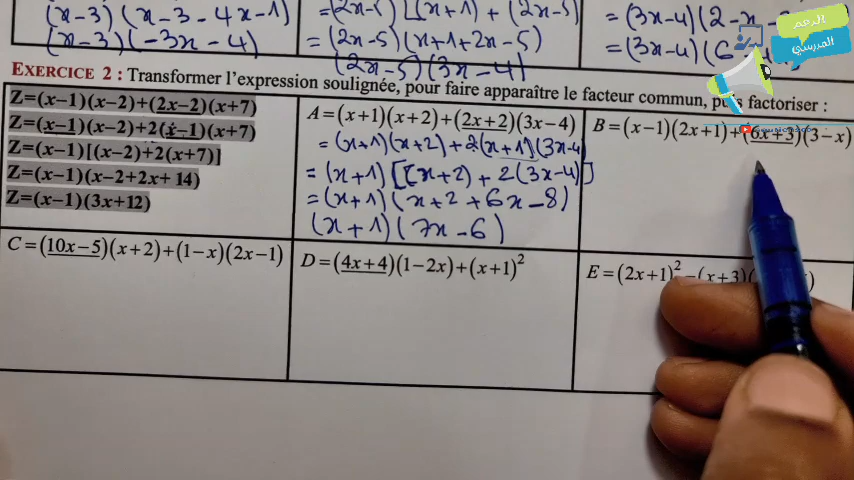 (x-3)(x-3-4x-1)
(x-3)(-3x-4)
=(2x-5)[(x+1)+(2x-5)
=(2x-5)(x+1+2x-5)
(2x-5)(3x-4)
=(3x-4)(2-x
=(3x-4)(6
الدعم
المدرسي
EXERCICE 2 : Transformer l'expression soulignée, pour faire apparaître le facteur commun, puis factoriser :
Z=(x−1)(x−2)+(2x−2)(x+7)
Z=(x−1)(x−2)+2(x−1)(x+7)
Z=(x−1)[(x−2)+2(x+7)]
Z=(x−1)(x−2+2x+14)
Z=(x−1)(3x+12)
A=(x+1)(x+2)+(2x+2)(3x−4)
=(x+1)(x+2)+2(x+1)(3x-4
=(x+1)[(x+2)+2(3x-4)]
=(x+1)(x+2+6x-8)
(x+1)(7x-6)
B=(x−1)(2x+1)+(6x+3)(3−x)
C=(10x−5)(x+2)+(1−x)(2x−1)
D=(4x+4)(1−2x)+(x+1)²
E=(2x+1)²−(x+3)(